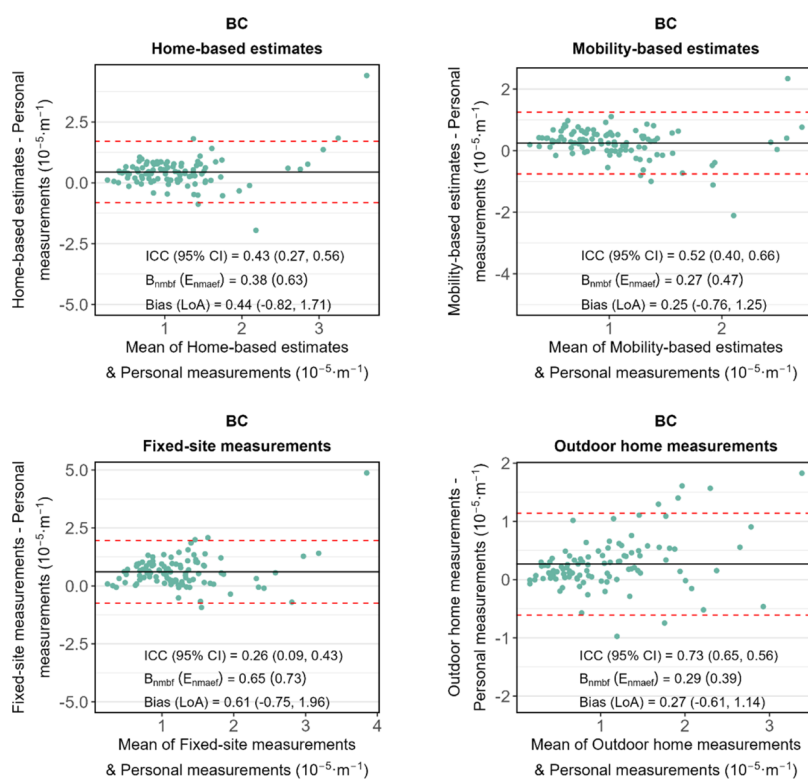 BC
Home-based estimates
Home-based estimates - Personal
measurements (10⁻⁵·m⁻¹)
2.5
0.0
-2.5
-5.0
ICC (95% CI) = 0.43 (0.27, 0.56)
Bnmbf (Enmaef) = 0.38 (0.63)
Bias (LoA) = 0.44 (-0.82, 1.71)
1 2 3
Mean of Home-based estimates
& Personal measurements (10⁻⁵·m⁻¹)
BC
Mobility-based estimates
Mobility-based estimates - Personal
measurements (10⁻⁵·m⁻¹)
2
0
-2
-4
ICC (95% CI) = 0.52 (0.40, 0.66)
Bnmbf (Enmaef) = 0.27 (0.47)
Bias (LoA) = 0.25 (-0.76, 1.25)
1 2
Mean of Mobility-based estimates
& Personal measurements (10⁻⁵·m⁻¹)
BC
Fixed-site measurements
Fixed-site measurements - Personal
measurements (10⁻⁵·m⁻¹)
5.0
2.5
0.0
-2.5
-5.0
ICC (95% CI) = 0.26 (0.09, 0.43)
Bnmbf (Enmaef) = 0.65 (0.73)
Bias (LoA) = 0.61 (-0.75, 1.96)
1 2 3 4
Mean of Fixed-site measurements
& Personal measurements (10⁻⁵·m⁻¹)
BC
Outdoor home measurements
Outdoor home measurements -
Personal measurements (10⁻⁵·m⁻¹)
2
1
0
-1
-2
ICC (95% CI) = 0.73 (0.65, 0.56)
Bnmbf (Enmaef) = 0.29 (0.39)
Bias (LoA) = 0.27 (-0.61, 1.14)
1 2 3
Mean of Outdoor home measurements
& Personal measurements (10⁻⁵·m⁻¹)